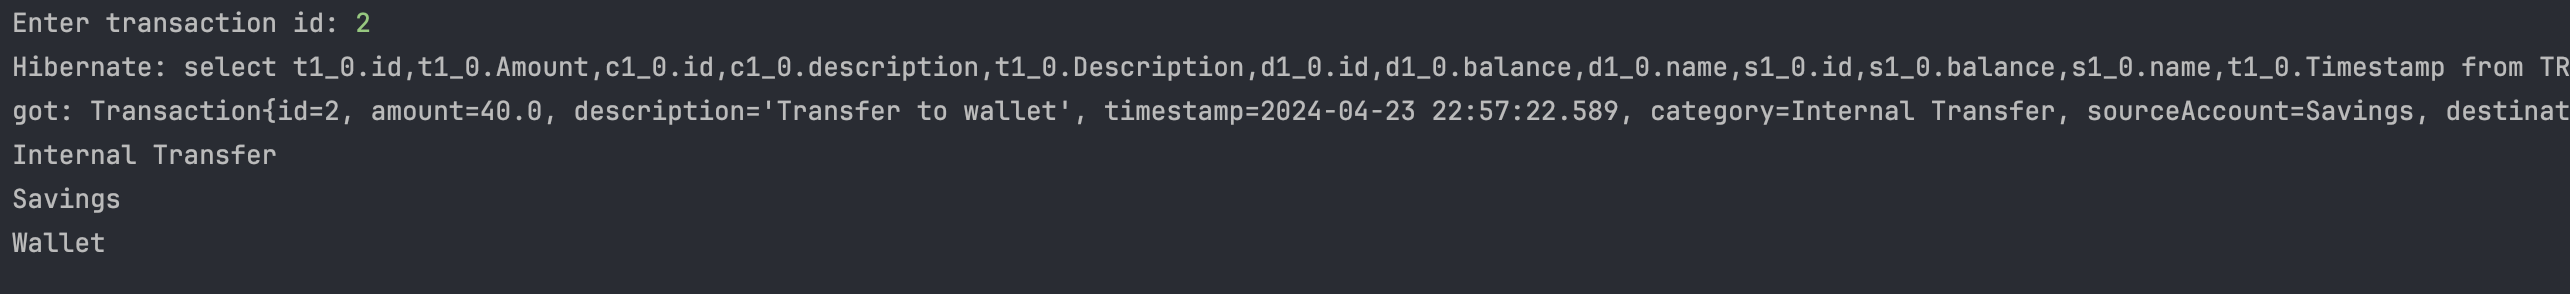 Enter transaction id: 2
Hibernate: select t1_0.id,t1_0.Amount,c1_0.id,c1_0.description,t1_0.Description,d1_0.id,d1_0.balance,d1_0.name,s1_0.id,s1_0.balance,s1_0.name,t1_0.Timestamp from TR
got: Transaction{id=2, amount=40.0, description='Transfer to wallet', timestamp=2024-04-23 22:57:22.589, category=Internal Transfer, sourceAccount=Savings, destinat
Internal Transfer
Savings
Wallet